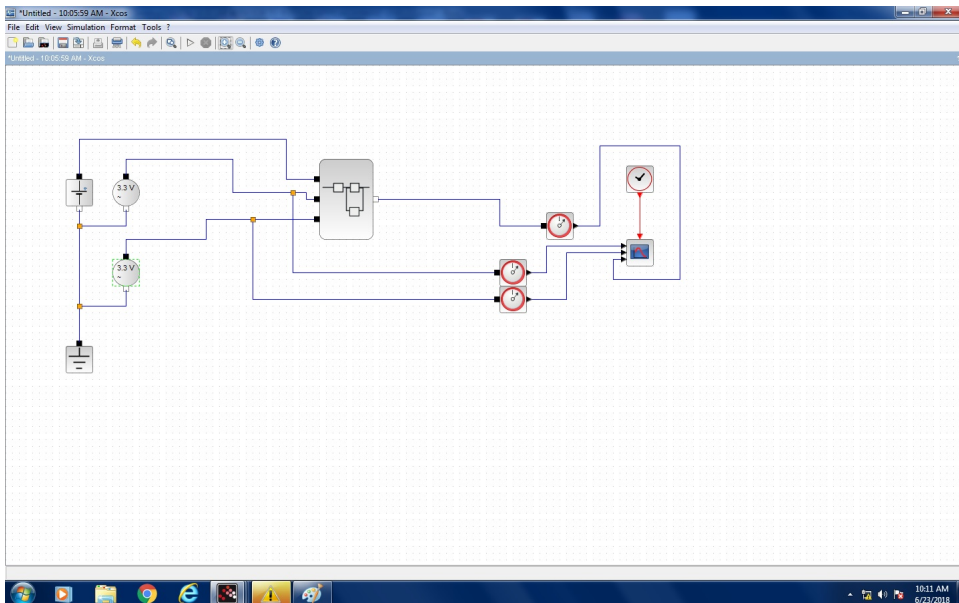 *Untitled - 10:05:59 AM - Xcos
File Edit View Simulation Format Tools ?
*Untitled - 10:05:59 AM - Xcos
3.3 V
~
3.3 V
~
10:11 AM
6/23/2018